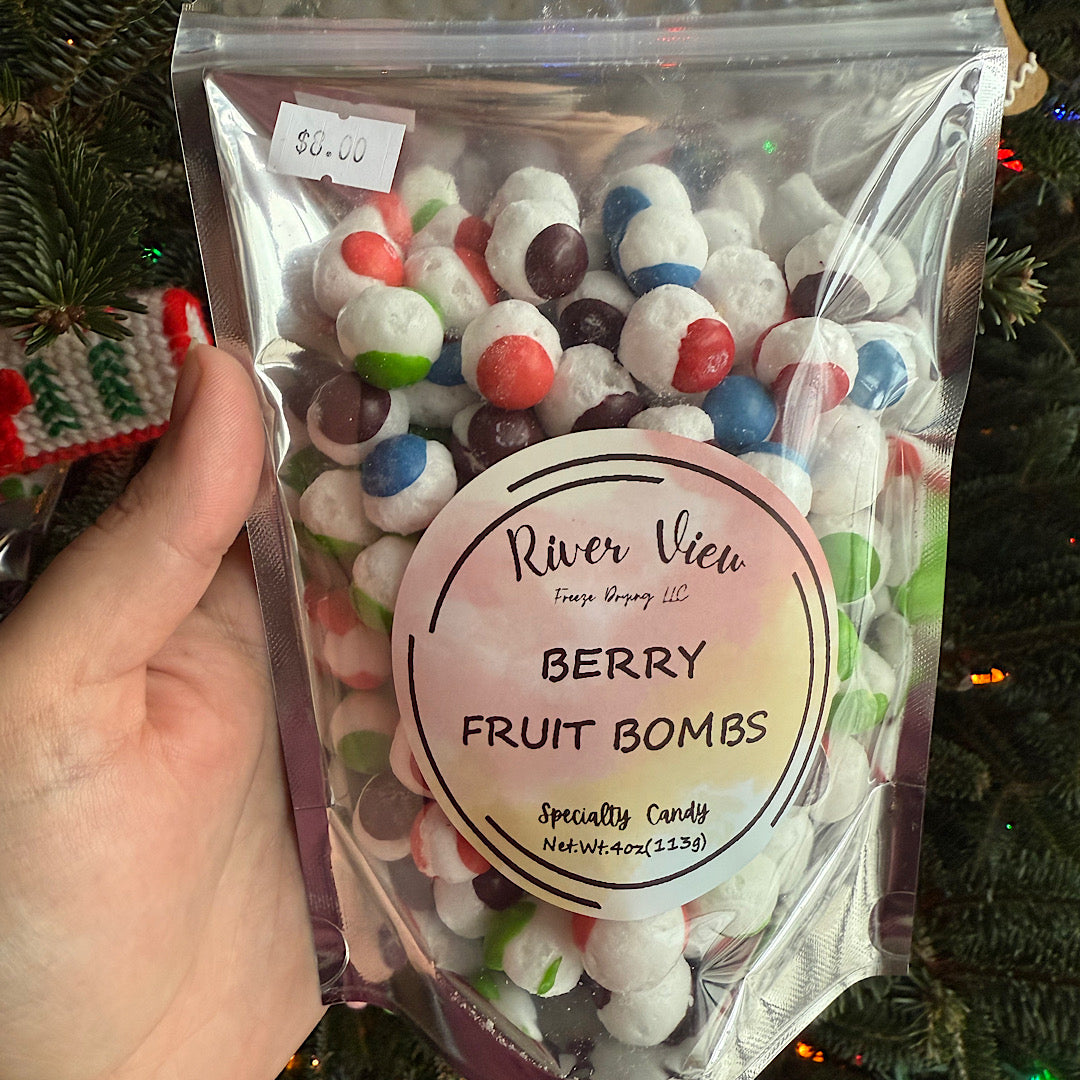 $8.00
River View
Freeze Drying LLC
BERRY
FRUIT BOMBS
Specialty Candy
Net.Wt.4oz(113g)